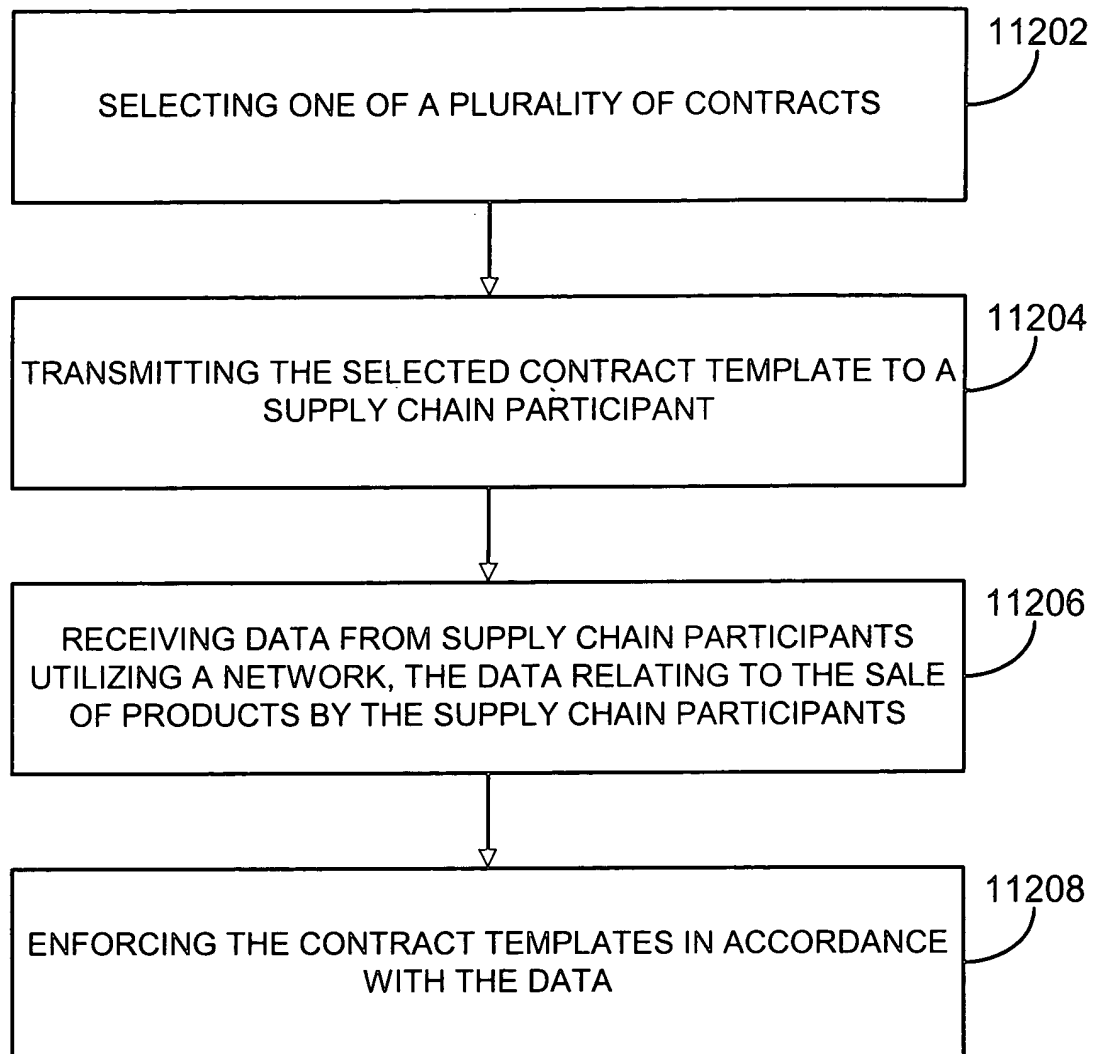 11202
SELECTING ONE OF A PLURALITY OF CONTRACTS
11204
TRANSMITTING THE SELECTED CONTRACT TEMPLATE TO A
SUPPLY CHAIN PARTICIPANT
11206
RECEIVING DATA FROM SUPPLY CHAIN PARTICIPANTS
UTILIZING A NETWORK, THE DATA RELATING TO THE SALE
OF PRODUCTS BY THE SUPPLY CHAIN PARTICIPANTS
11208
ENFORCING THE CONTRACT TEMPLATES IN ACCORDANCE
WITH THE DATA